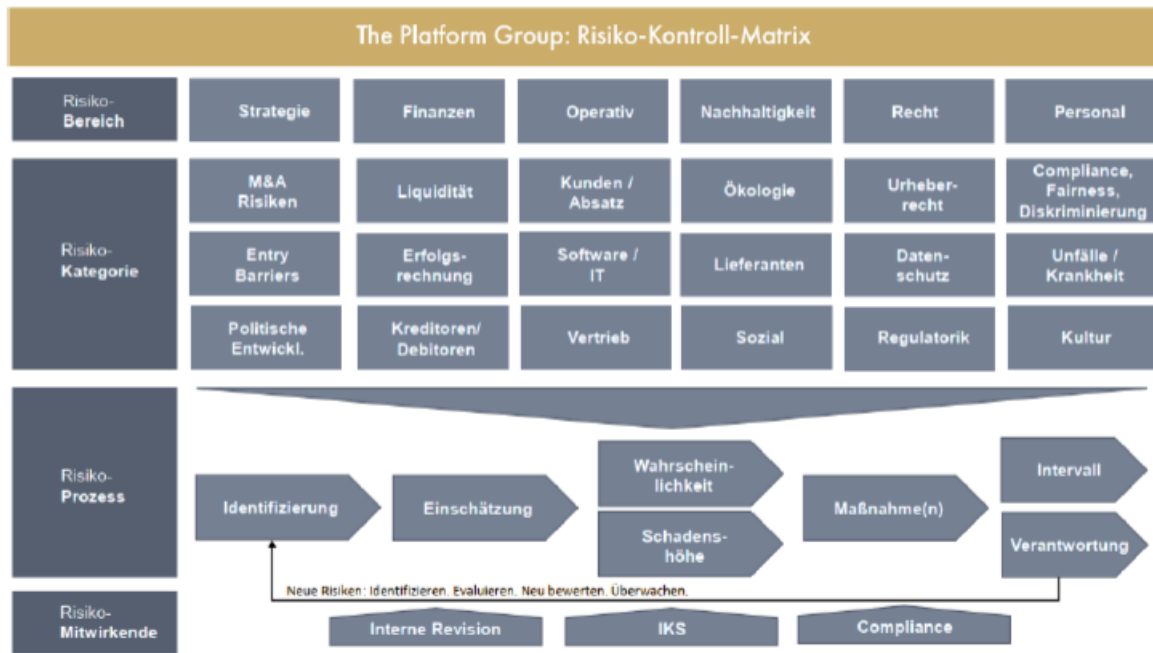 The Platform Group: Risiko-Kontroll-Matrix
Risiko-
Bereich
Strategie
Finanzen
Operativ
Nachhaltigkeit
Recht
Personal
Risiko-
Kategorie
M&A
Risiken
Liquidität
Kunden /
Absatz
Ökologie
Urheber-
recht
Compliance,
Fairness,
Diskriminierung
Entry
Barriers
Erfolgs-
rechnung
Software /
IT
Lieferanten
Daten-
schutz
Unfälle /
Krankheit
Politische
Entwickl.
Kreditoren/
Debitoren
Vertrieb
Sozial
Regulatorik
Kultur
Risiko-
Prozess
Identifizierung
Einschätzung
Wahrschein-
lichkeit
Schadens-
höhe
Maßnahme(n)
Intervall
Verantwortung
Neue Risiken: Identifizieren. Evaluieren. Neu bewerten. Überwachen.
Risiko-
Mitwirkende
Interne Revision
IKS
Compliance